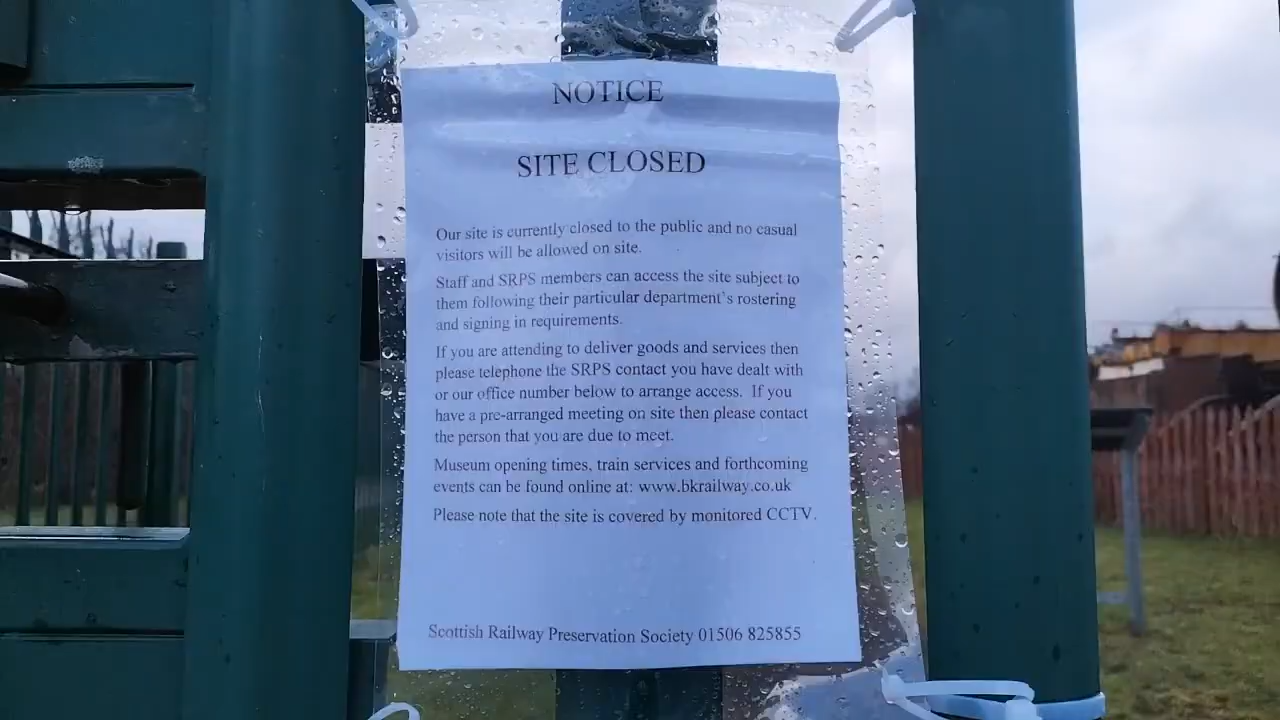 NOTICE
SITE CLOSED
Our site is currently closed to the public and no casual
visitors will be allowed on site.
Staff and SRPS members can access the site subject to
them following their particular department's rostering
and signing in requirements.
If you are attending to deliver goods and services then
please telephone the SRPS contact you have dealt with
or our office number below to arrange access. If you
have a pre-arranged meeting on site then please contact
the person that you are due to meet.
Museum opening times, train services and forthcoming
events can be found online at: www.bkrailway.co.uk
Please note that the site is covered by monitored CCTV.
Scottish Railway Preservation Society 01506 825855